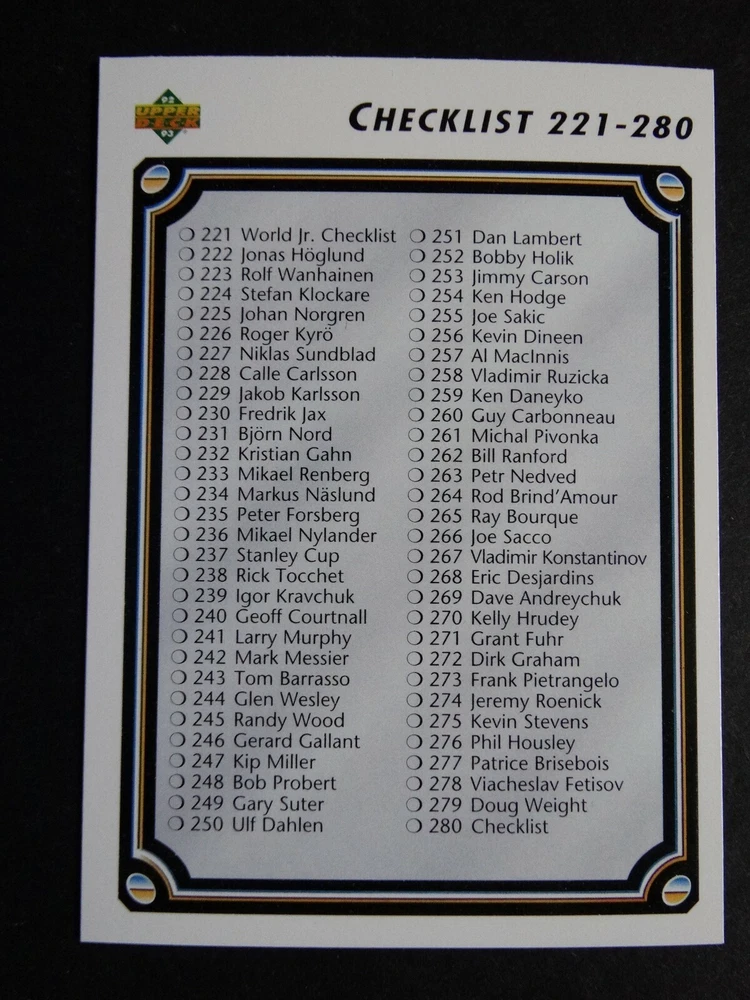 92
UPPER
DECK
93
CHECKLIST 221-280
221 World Jr. Checklist
222 Jonas Höglund
223 Rolf Wanhainen
224 Stefan Klockare
225 Johan Norgren
226 Roger Kyrö
227 Niklas Sundblad
228 Calle Carlsson
229 Jakob Karlsson
230 Fredrik Jax
231 Björn Nord
232 Kristian Gahn
233 Mikael Renberg
234 Markus Näslund
235 Peter Forsberg
236 Mikael Nylander
237 Stanley Cup
238 Rick Tocchet
239 Igor Kravchuk
240 Geoff Courtnall
241 Larry Murphy
242 Mark Messier
243 Tom Barrasso
244 Glen Wesley
245 Randy Wood
246 Gerard Gallant
247 Kip Miller
248 Bob Probert
249 Gary Suter
250 Ulf Dahlen
251 Dan Lambert
252 Bobby Holik
253 Jimmy Carson
254 Ken Hodge
255 Joe Sakic
256 Kevin Dineen
257 Al MacInnis
258 Vladimir Ruzicka
259 Ken Daneyko
260 Guy Carbonneau
261 Michal Pivonka
262 Bill Ranford
263 Petr Nedved
264 Rod Brind'Amour
265 Ray Bourque
266 Joe Sacco
267 Vladimir Konstantinov
268 Eric Desjardins
269 Dave Andreychuk
270 Kelly Hrudey
271 Grant Fuhr
272 Dirk Graham
273 Frank Pietrangelo
274 Jeremy Roenick
275 Kevin Stevens
276 Phil Housley
277 Patrice Brisebois
278 Viacheslav Fetisov
279 Doug Weight
280 Checklist